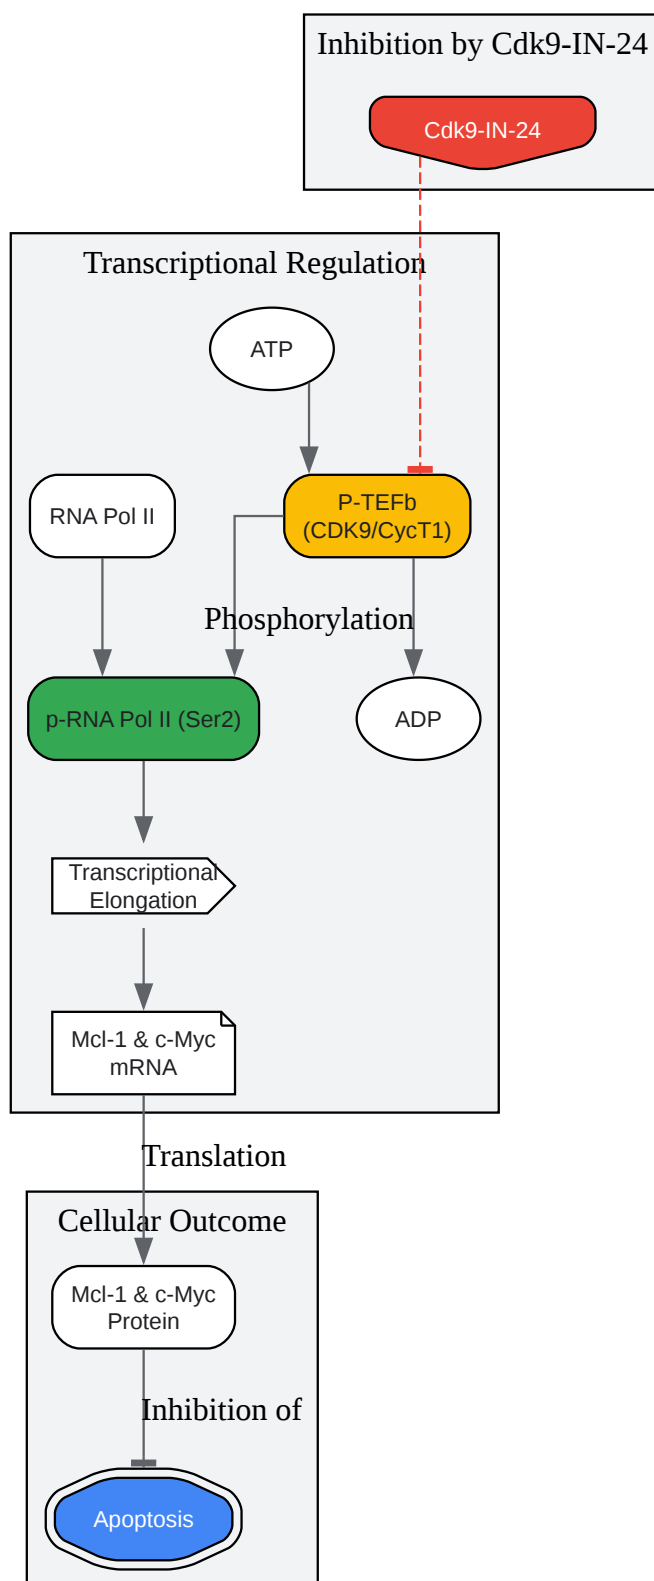 Inhibition by Cdk9-IN-24
Cdk9-IN-24
Transcriptional Regulation
ATP
RNA Pol II
P-TEFb
(CDK9/CycT1)
Phosphorylation
p-RNA Pol II (Ser2)
ADP
Transcriptional
Elongation
Mcl-1 & c-Myc
mRNA
Translation
Cellular Outcome
Mcl-1 & c-Myc
Protein
Inhibition of
Apoptosis